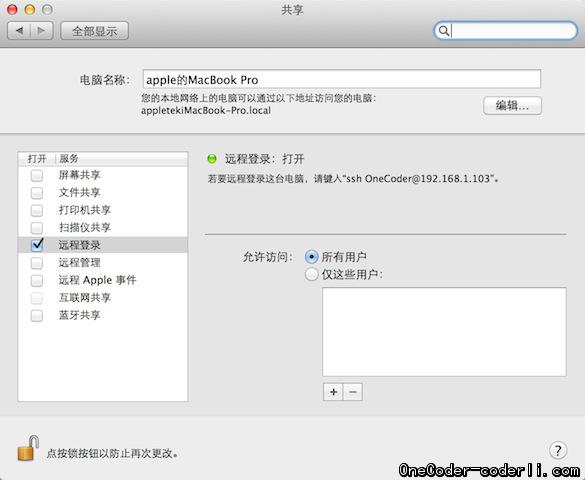 共享
全部显示
电脑名称：
apple的MacBook Pro
您的本地网络上的电脑可以通过以下地址访问您的电脑：
appletekiMacBook-Pro.local
编辑...
打开 服务
屏幕共享
文件共享
打印机共享
扫描仪共享
远程登录
远程管理
远程 Apple 事件
互联网共享
蓝牙共享
远程登录：打开
若要远程登录这台电脑，请键入“ssh OneCoder@192.168.1.103”。
允许访问：
所有用户
仅这些用户：
+ −
点按锁按钮以防止再次更改。
?
OneCoder-coderli.com